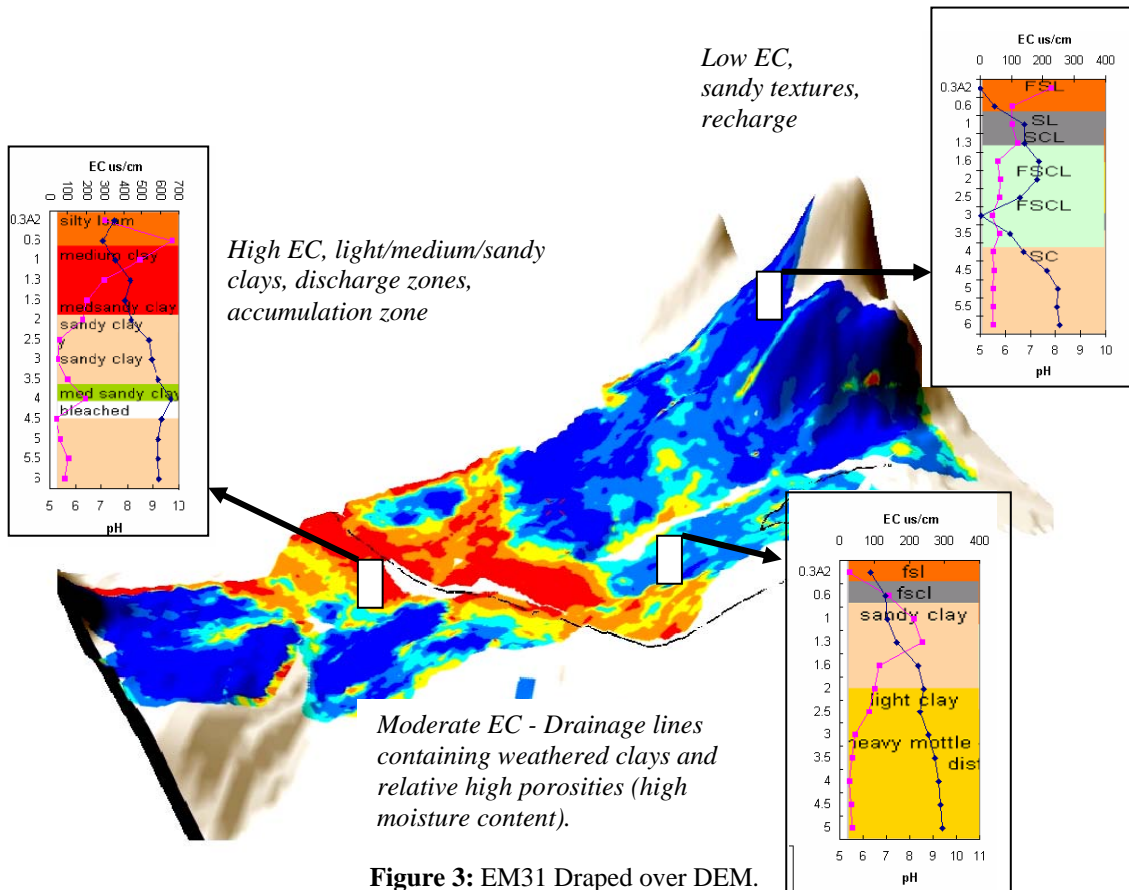 Low EC,
sandy textures,
recharge
EC us/cm
0 100 200 300 400
0.3A2
0.6
1
1.3
1.6
2
2.5
3
3.5
4
4.5
5
5.5
6
FSL
SL
SCL
FSCL
FSCL
SC
5 6 7 8 9 10
pH
EC us/cm
0 100 200 300 400 500 600 700
0.3A2
0.6
1
1.3
1.6
2
2.5
3
3.5
4
4.5
5
5.5
silty loam
medium clay
medsandy clay
sandy clay
y
sandy clay
med sandy clay
bleached
5 6 7 8 9 10
pH
High EC, light/medium/sandy
clays, discharge zones,
accumulation zone
EC us/cm
0 100 200 300 400
0.3A2
0.6
1
1.3
1.6
2
2.5
3
3.5
4
4.5
5
fsl
fscl
sandy clay
light clay
heavy mottle
dist
5 6 7 8 9 10 11
pH
Moderate EC - Drainage lines
containing weathered clays and
relative high porosities (high
moisture content).
Figure 3: EM31 Draped over DEM.